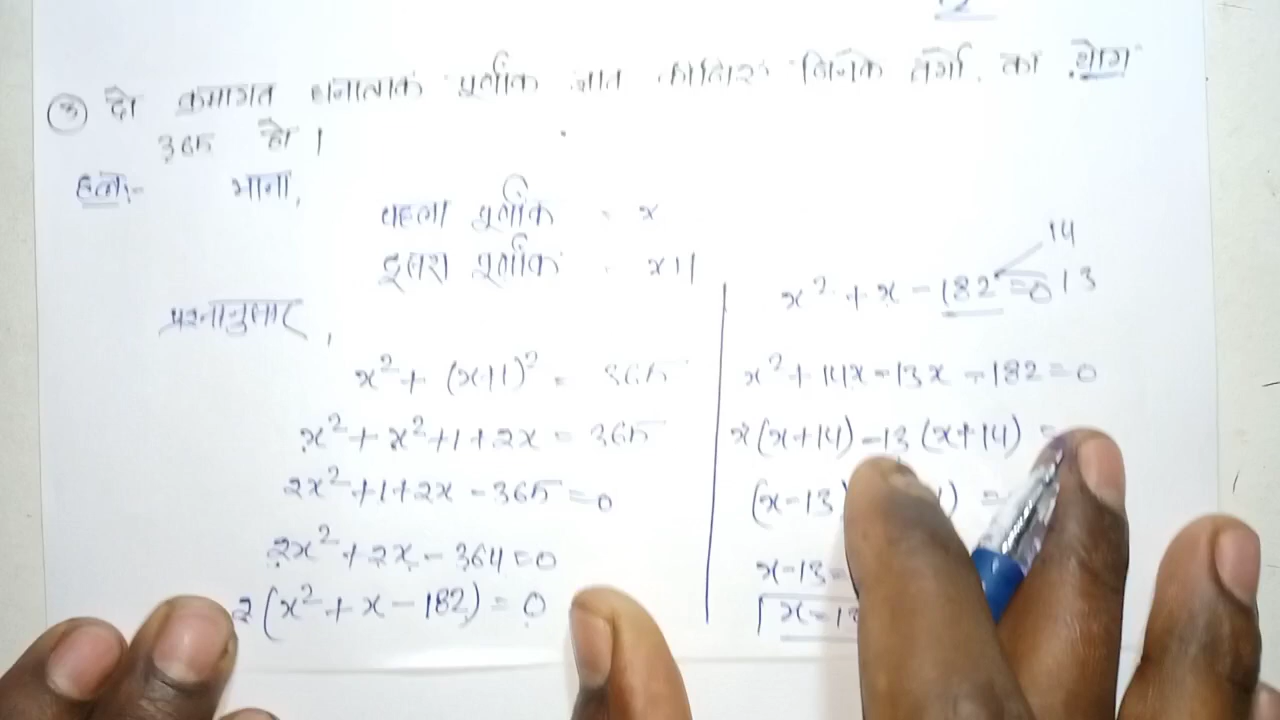 ③ दो क्रमागत धनात्मक पूर्णांक ज्ञात कीजिए जिनके वर्गों का योग
365 हो।
हल:- माना,
पहला पूर्णांक = x
दूसरा पूर्णांक = x+1
प्रश्नानुसार,
x² + (x+1)² = 365
x² + x² + 1 + 2x = 365
2x² + 1 + 2x - 365 = 0
2x² + 2x - 364 = 0
2(x² + x - 182) = 0
14
x² + x - 182 = 0 13
x² + 14x - 13x - 182 = 0
x(x+14) - 13(x+14) =
(x-13) =
x-13 =